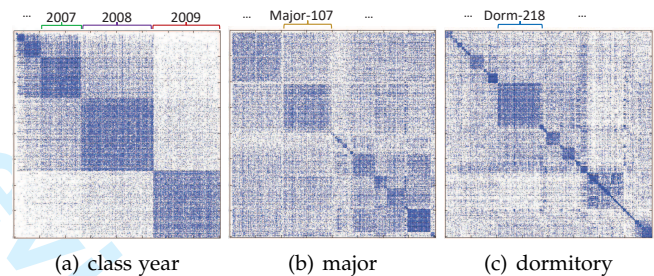 ... 2007 2008 2009 ... Major-107 ... ... Dorm-218 ...
(a) class year (b) major (c) dormitory